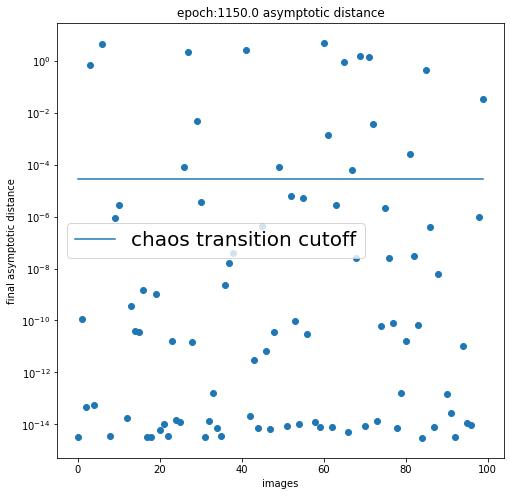 epoch:1150.0 asymptotic distance
10^0
10^-2
10^-4
10^-6
10^-8
10^-10
10^-12
10^-14
final asymptotic distance
chaos transition cutoff
0 20 40 60 80 100
images